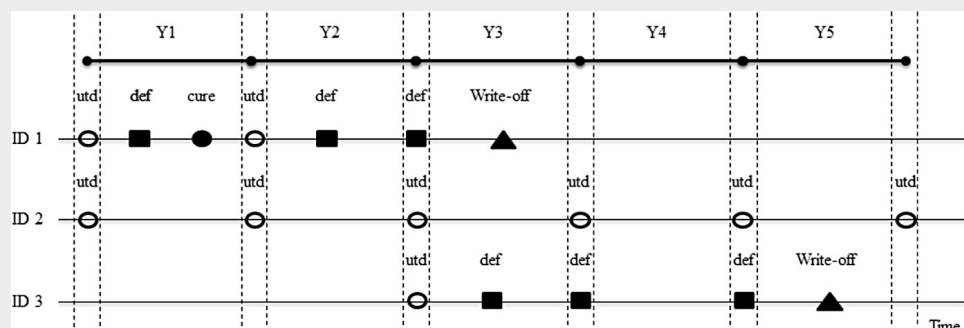 Y1 Y2 Y3 Y4 Y5
utd def cure utd def def Write-off
ID 1
utd utd utd utd utd utd
ID 2
utd def def def Write-off
ID 3
Time